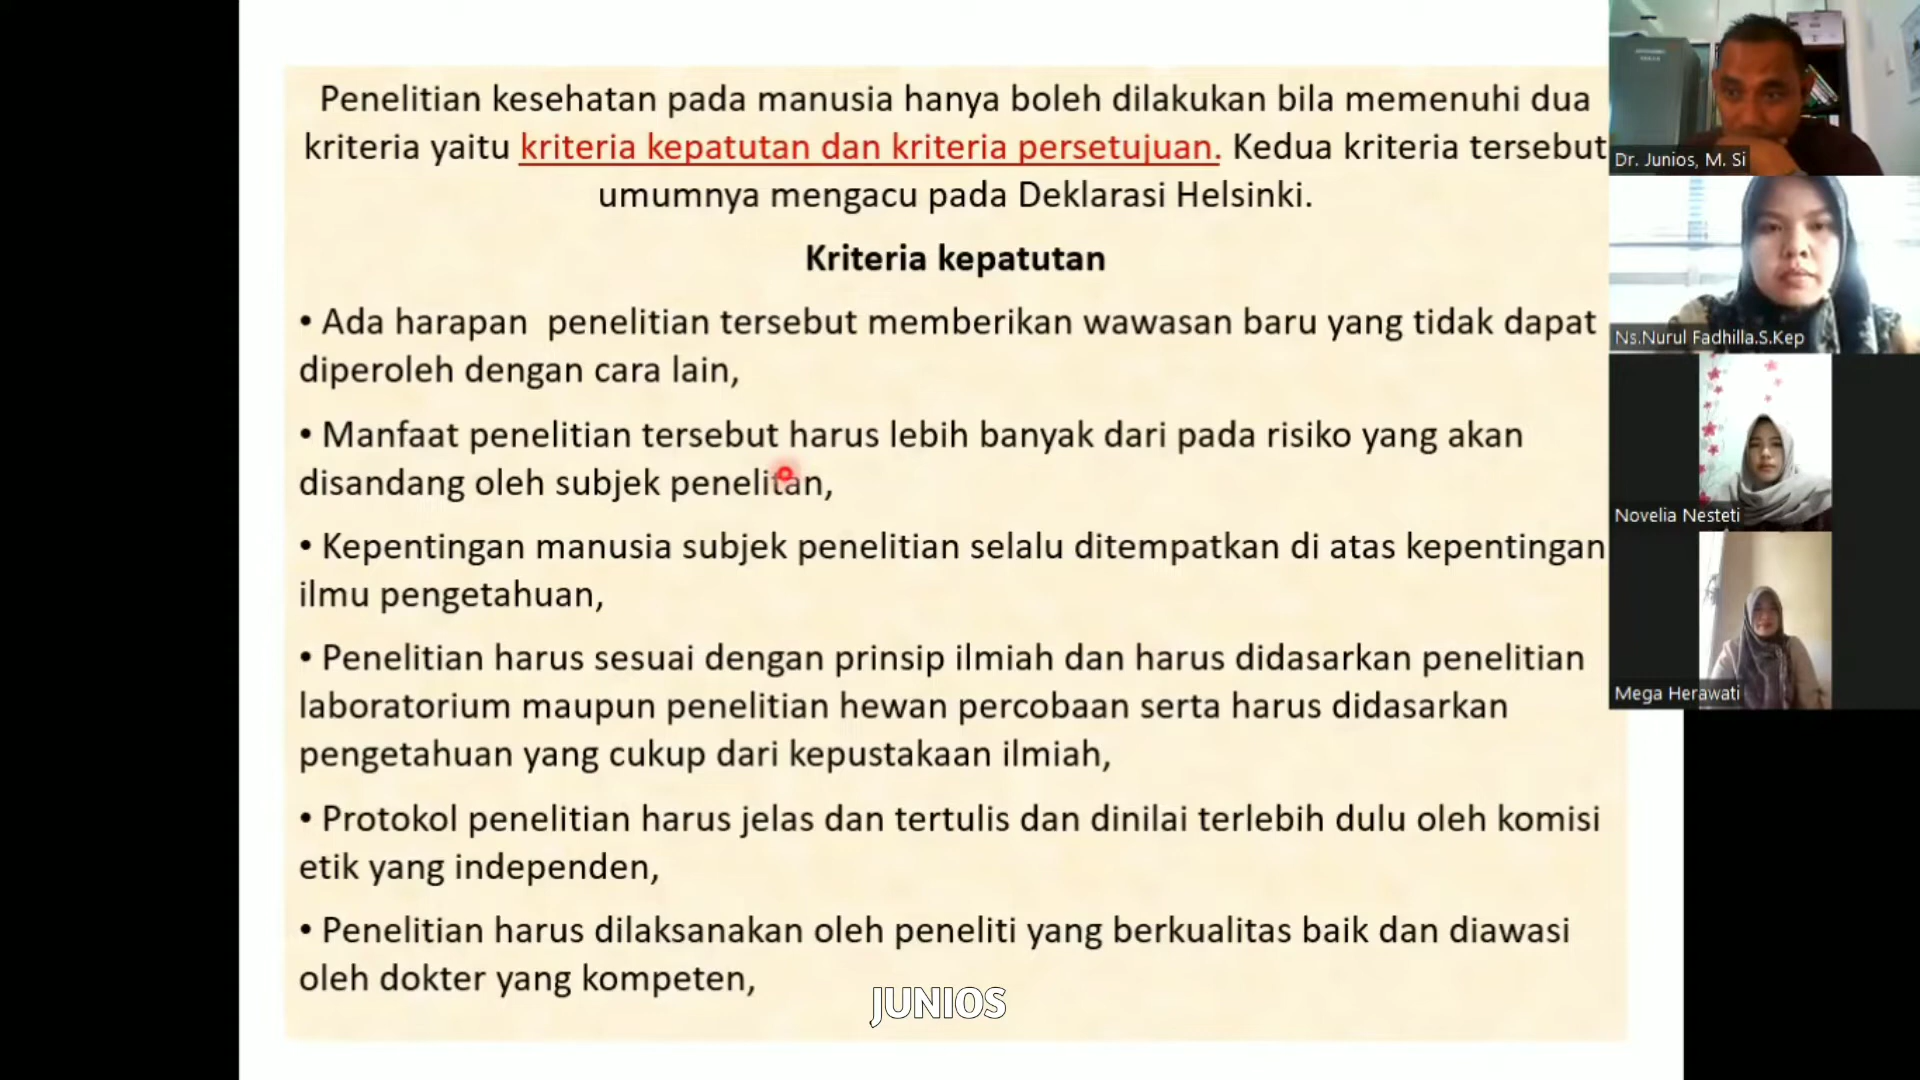 Penelitian kesehatan pada manusia hanya boleh dilakukan bila memenuhi dua
kriteria yaitu kriteria kepatutan dan kriteria persetujuan. Kedua kriteria tersebut
umumnya mengacu pada Deklarasi Helsinki.
Kriteria kepatutan
• Ada harapan penelitian tersebut memberikan wawasan baru yang tidak dapat
diperoleh dengan cara lain,
• Manfaat penelitian tersebut harus lebih banyak dari pada risiko yang akan
disandang oleh subjek penelitan,
• Kepentingan manusia subjek penelitian selalu ditempatkan di atas kepentingan
ilmu pengetahuan,
• Penelitian harus sesuai dengan prinsip ilmiah dan harus didasarkan penelitian
laboratorium maupun penelitian hewan percobaan serta harus didasarkan
pengetahuan yang cukup dari kepustakaan ilmiah,
• Protokol penelitian harus jelas dan tertulis dan dinilai terlebih dulu oleh komisi
etik yang independen,
• Penelitian harus dilaksanakan oleh peneliti yang berkualitas baik dan diawasi
oleh dokter yang kompeten,
JUNIOS
Dr. Junios, M. Si
Ns.Nurul Fadhilla.S.Kep
Novelia Nesteti
Mega Herawati